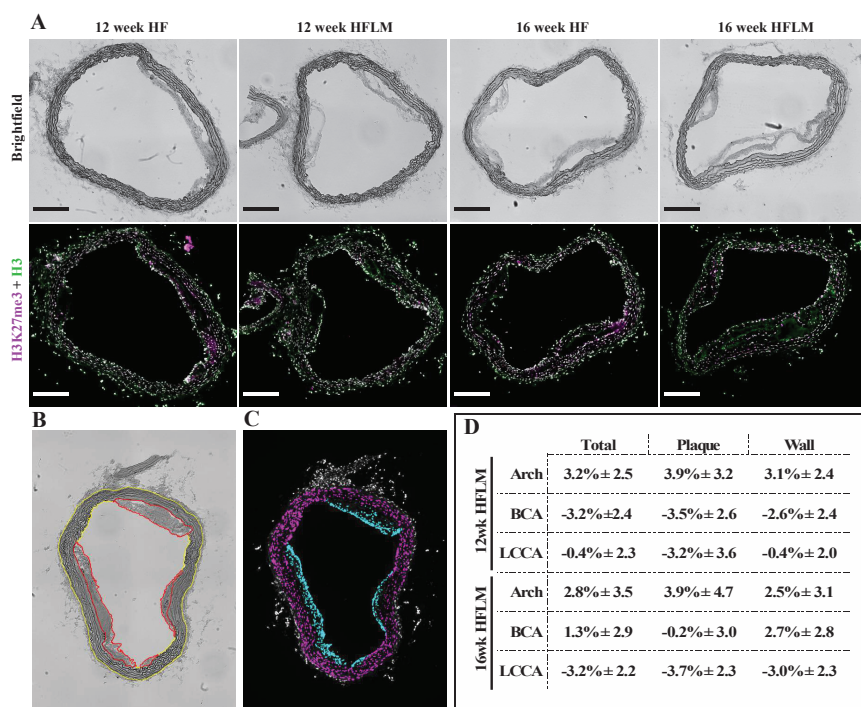 A
12 week HF
12 week HFLM
16 week HF
16 week HFLM
Brightfield
H3K27me3 + H3
B
C
D
Total Plaque Wall
12wk HFLM
Arch 3.2%± 2.5 3.9%± 3.2 3.1%± 2.4
BCA -3.2%±2.4 -3.5%± 2.6 -2.6%± 2.4
LCCA -0.4%± 2.3 -3.2%± 3.6 -0.4%± 2.0
16wk HFLM
Arch 2.8%± 3.5 3.9%± 4.7 2.5%± 3.1
BCA 1.3%± 2.9 -0.2%± 3.0 2.7%± 2.8
LCCA -3.2%± 2.2 -3.7%± 2.3 -3.0%± 2.3